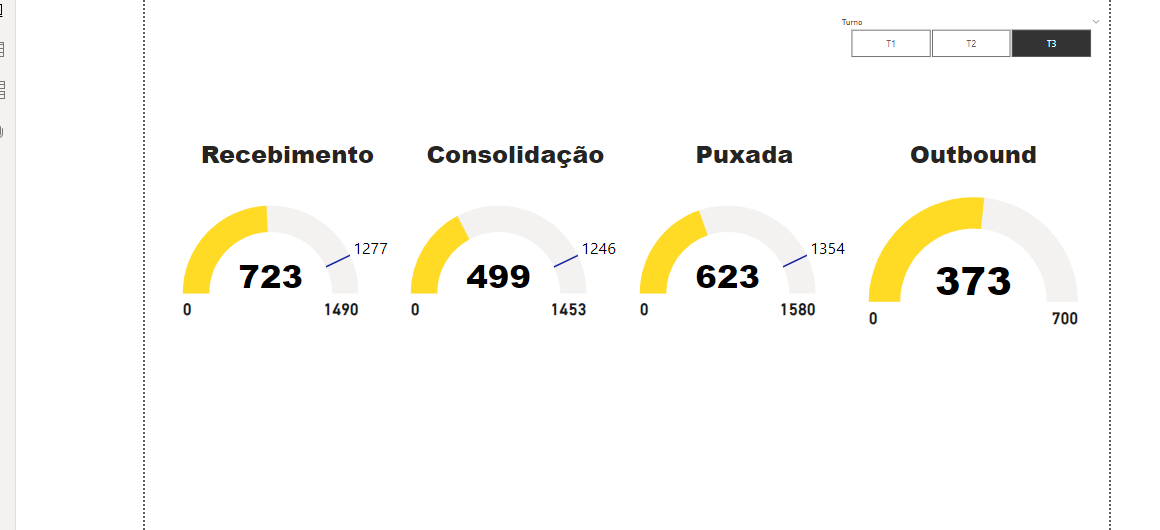 Turno
T1 T2 T3
Recebimento Consolidação Puxada Outbound
1277 1246 1354
723 499 623 373
0 1490 0 1453 0 1580 0 700